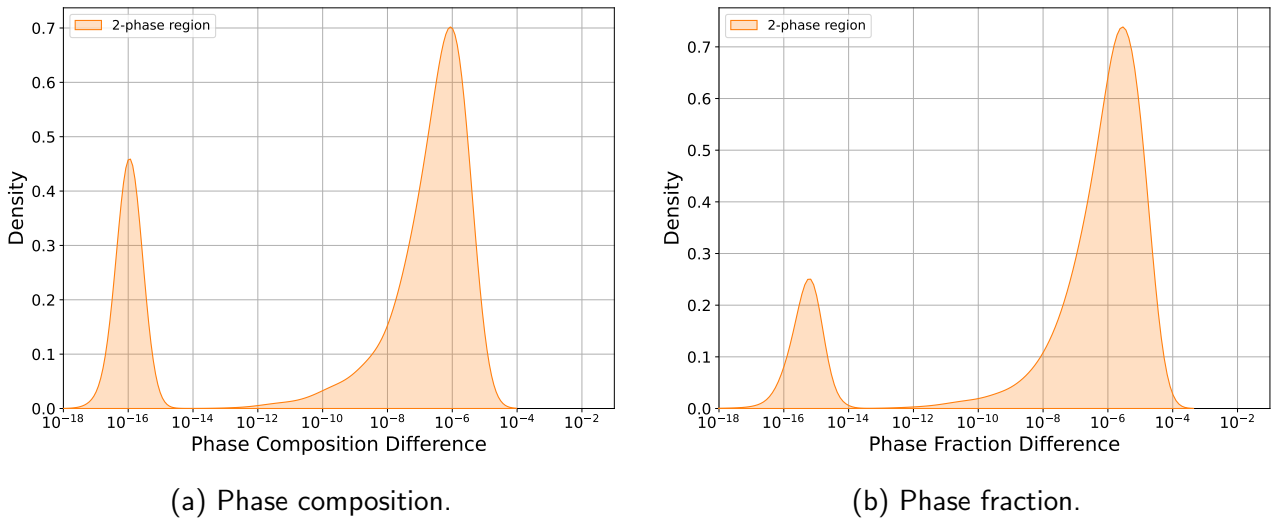 2-phase region
0.7
0.6
0.5
0.4
0.3
0.2
0.1
0.0
Density
10⁻¹⁸ 10⁻¹⁶ 10⁻¹⁴ 10⁻¹² 10⁻¹⁰ 10⁻⁸ 10⁻⁶ 10⁻⁴ 10⁻²
Phase Composition Difference
(a) Phase composition.
2-phase region
0.7
0.6
0.5
0.4
0.3
0.2
0.1
0.0
Density
10⁻¹⁸ 10⁻¹⁶ 10⁻¹⁴ 10⁻¹² 10⁻¹⁰ 10⁻⁸ 10⁻⁶ 10⁻⁴ 10⁻²
Phase Fraction Difference
(b) Phase fraction.